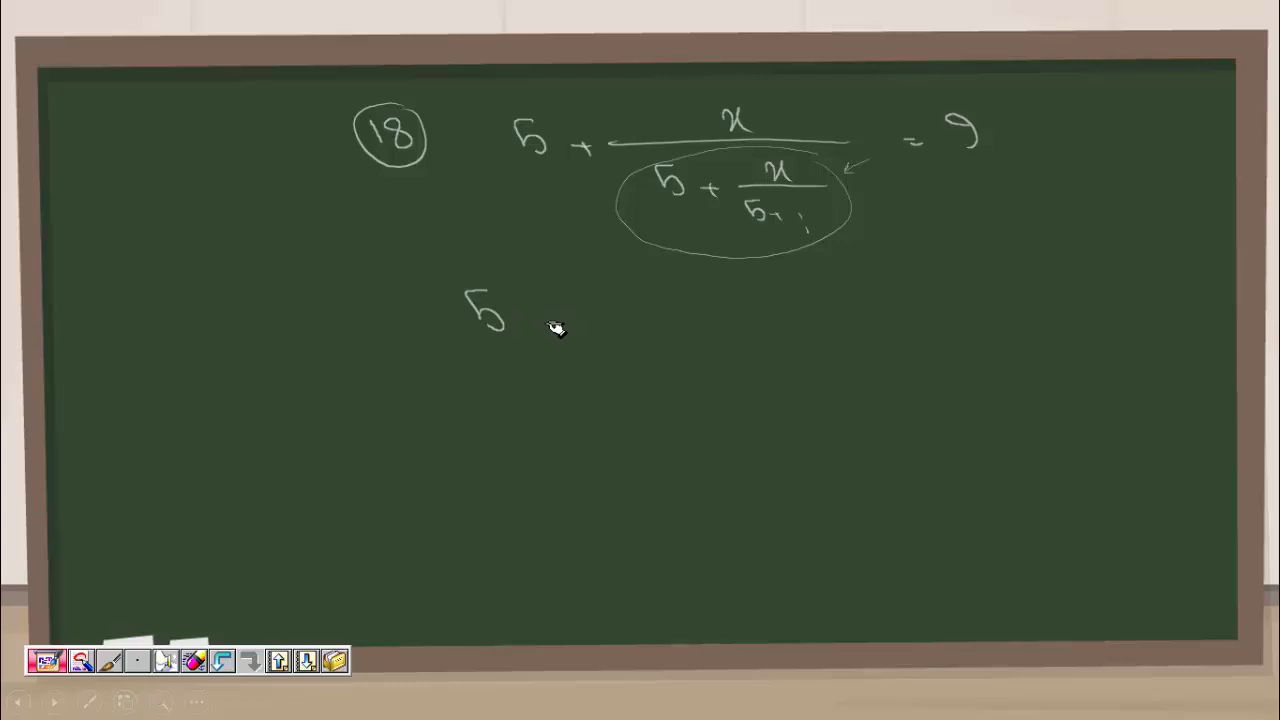 18 5 + x / (5 + x / (5 + ⋱)) = 9
5